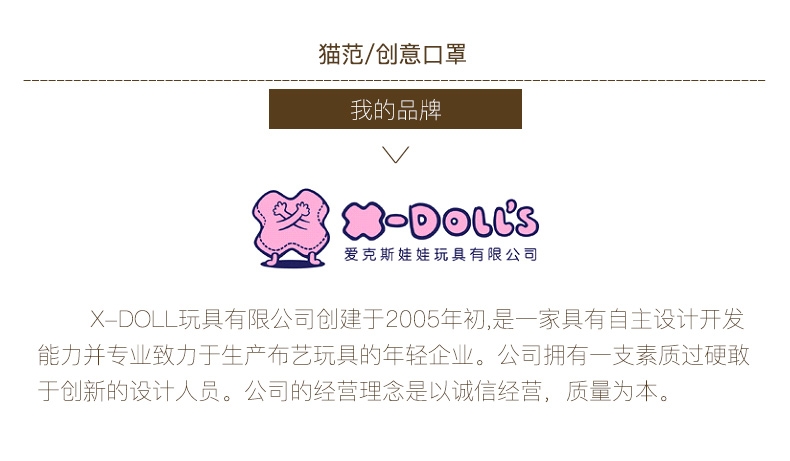 猫范/创意口罩
我的品牌
X-DOLL's
爱克斯娃娃玩具有限公司
X-DOLL玩具有限公司创建于2005年初,是一家具有自主设计开发
能力并专业致力于生产布艺玩具的年轻企业。公司拥有一支素质过硬敢
于创新的设计人员。公司的经营理念是以诚信经营，质量为本。